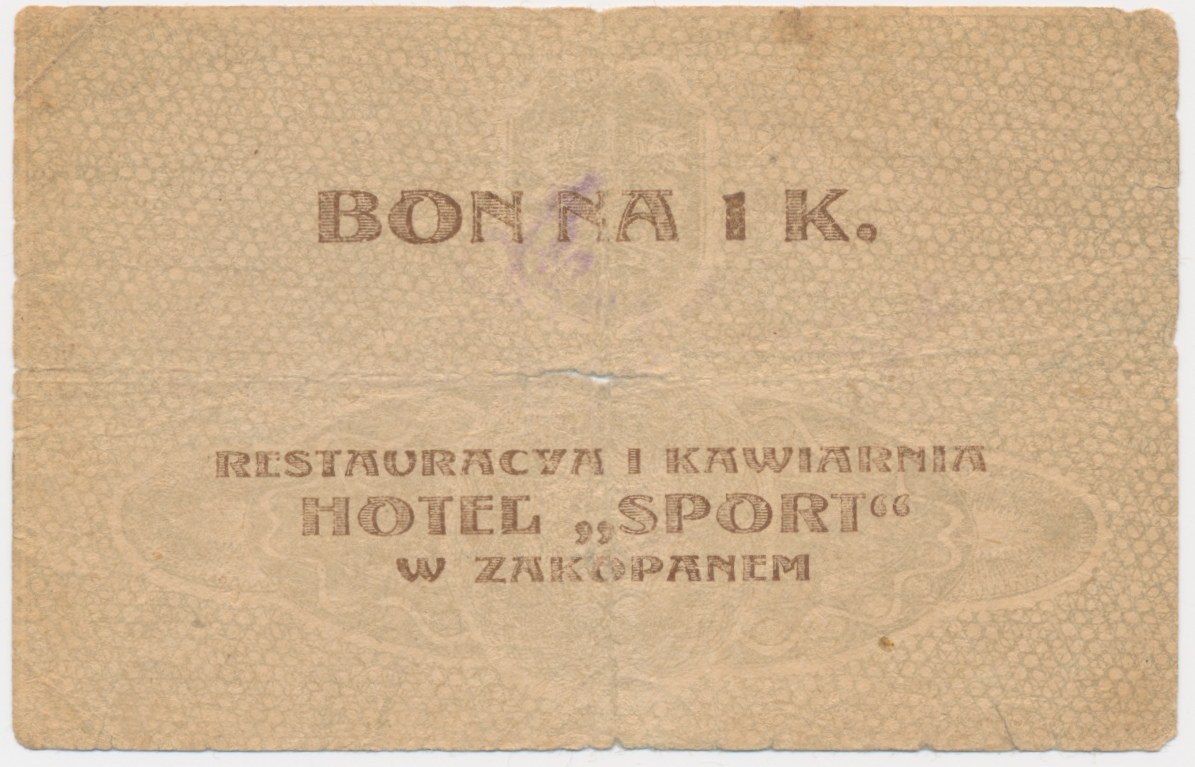 BON NA 1 K.
RESTAURACYA I KAWIARNIA
HOTEL „SPORT“
W ZAKOPANEM